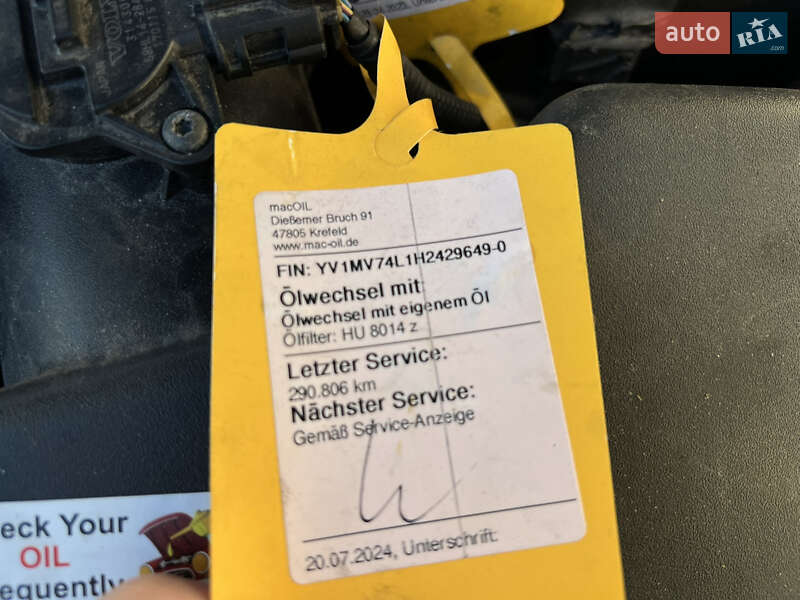 auto RIA
VOLVO
macOIL
Dießemer Bruch 91
47805 Krefeld
www.mac-oil.de
FIN: YV1MV74L1H2429649-0
Ölwechsel mit:
Ölwechsel mit eigenem Öl
Ölfilter: HU 8014 z
Letzter Service:
290.806 km
Nächster Service:
Gemäß Service-Anzeige
20.07.2024, Unterschrift:
eck Your
OIL
equently